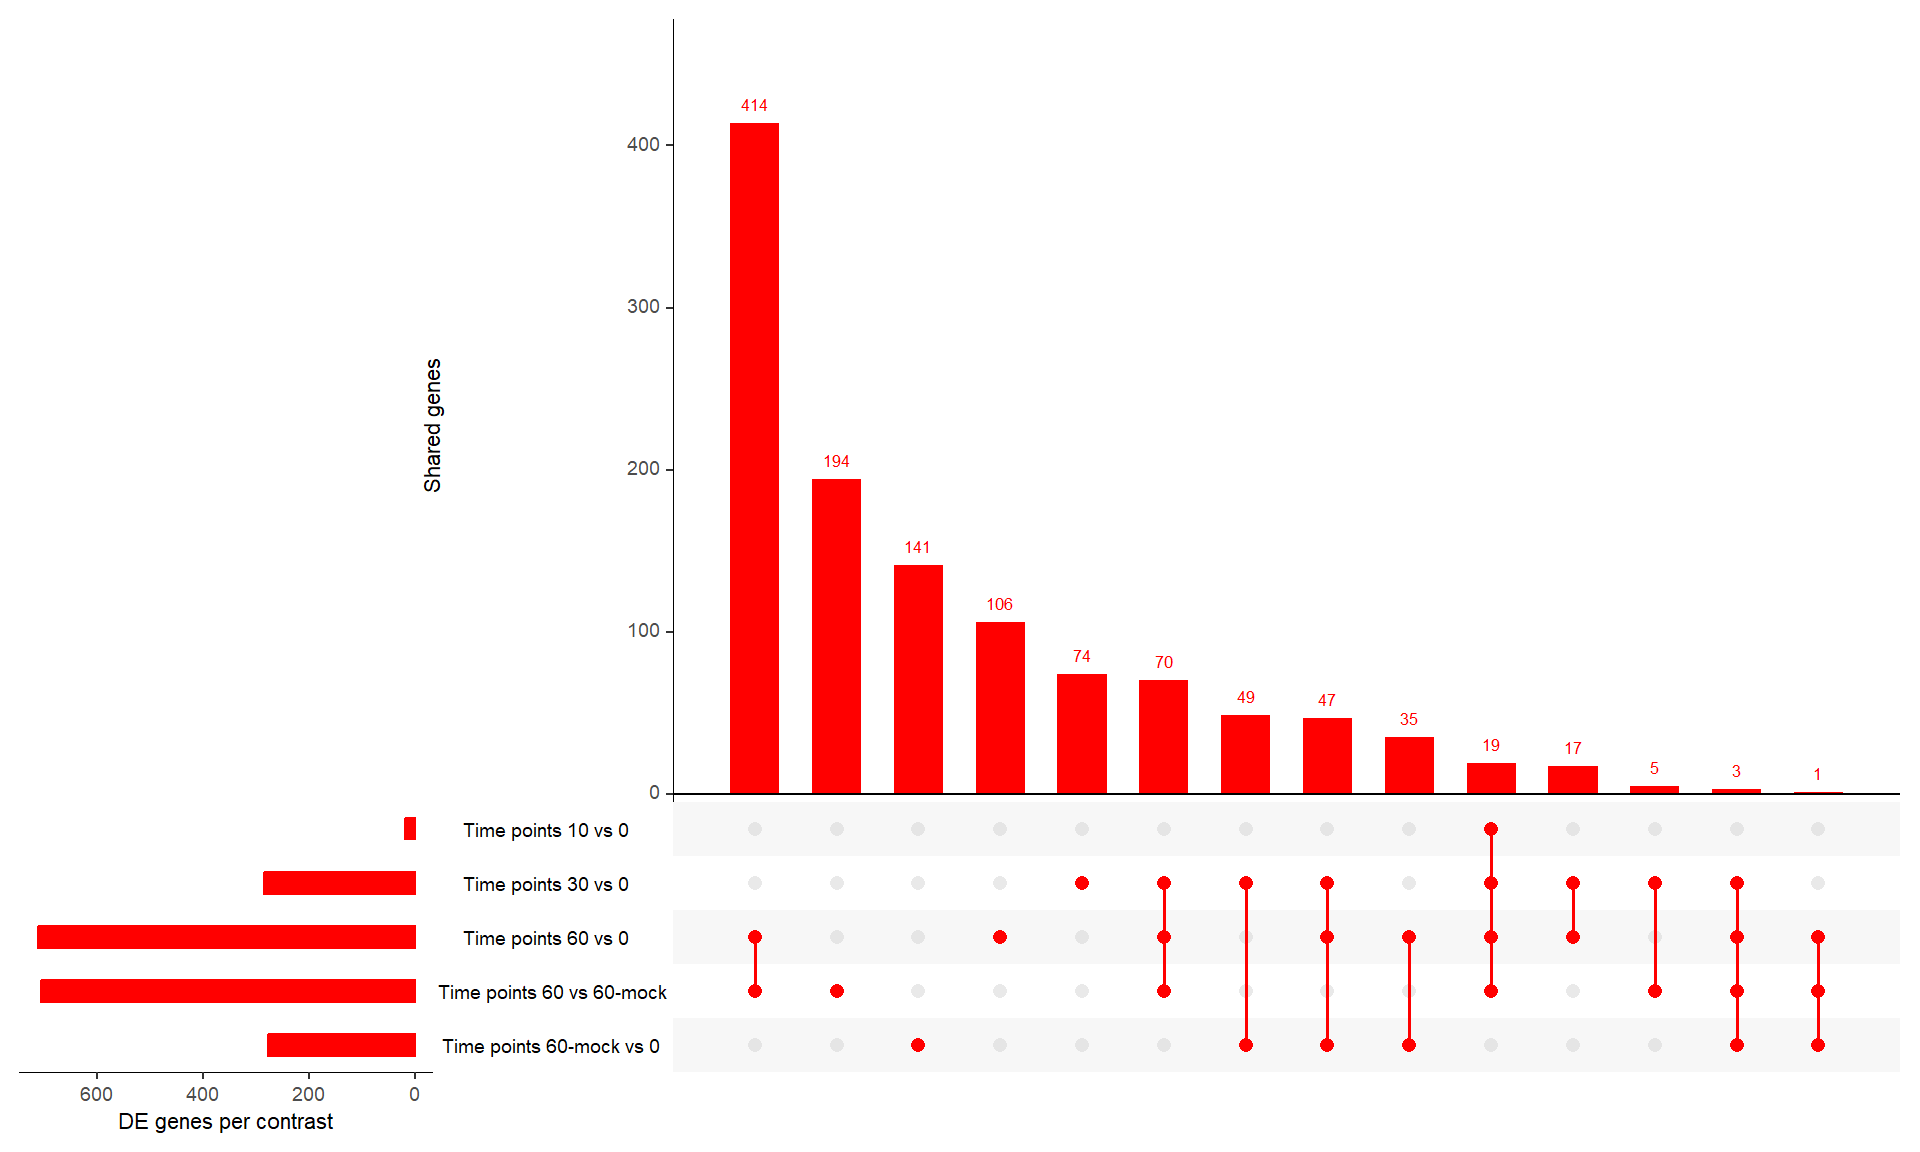 414
400
300
194
200
141
106
100
74
70
49
47
35
19
17
5
3
1
0
Shared genes
Time points 10 vs 0
Time points 30 vs 0
Time points 60 vs 0
Time points 60 vs 60-mock
Time points 60-mock vs 0
600 400 200 0
DE genes per contrast